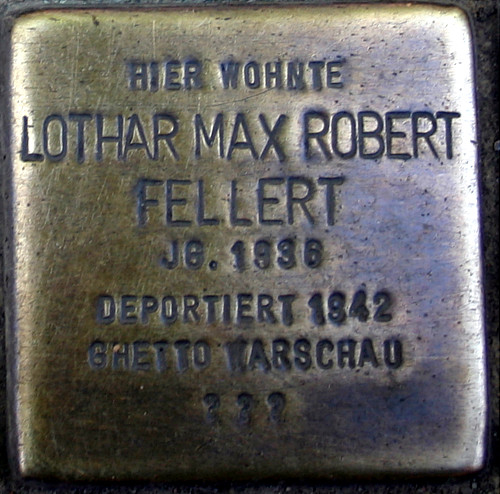 HIER WOHNTE
LOTHAR MAX ROBERT
FELLERT
JG. 1936
DEPORTIERT 1942
GHETTO WARSCHAU
???